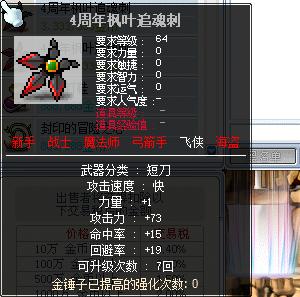 4周年枫叶追魂刺
要求等级: 64
要求力量: 0
要求敏捷: 0
要求智力: 0
要求运气: 0
要求人气度: -
道具等级: -
道具经验值: -
新手 战士 魔法师 弓箭手 飞侠 海盗
武器分类 : 短刀
攻击速度 : 快
力量 : +1
攻击力 : +73
命中率 : +15
回避率 : +19
可升级次数 : 7回
金锤子已提高的强化次数: 0